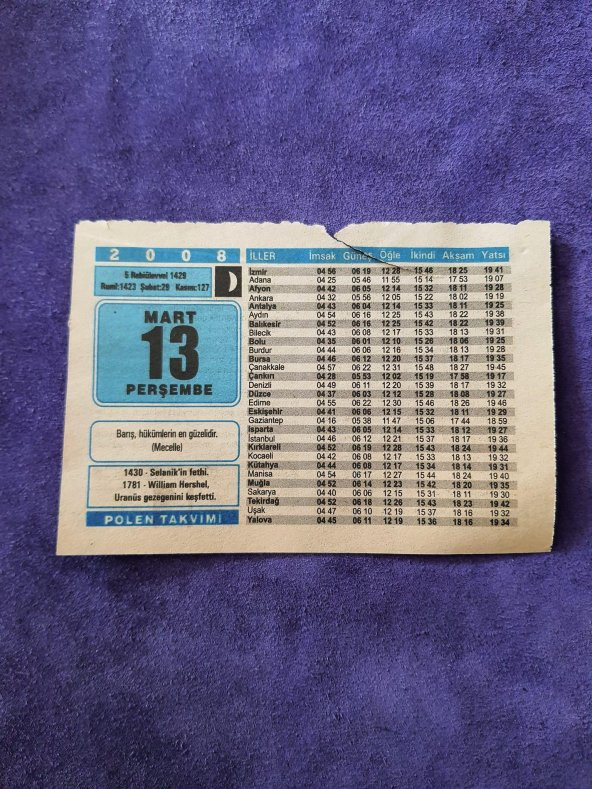 2008
5 Rebiülevvel 1429
Rumi:1423 Şubat:29 Kasım:127
MART
13
PERŞEMBE
Barış, hükümlerin en güzelidir.
(Mecelle)
1430 - Selanik'in fethi.
1781 - William Hershel,
Uranüs gezegenini keşfetti.
POLEN TAKVİMİ
İLLER İmsak Güneş Öğle İkindi Akşam Yatsı
İzmir 04 56 06 19 12 28 15 46 18 25 19 41
Adana 04 25 05 46 11 55 15 14 17 53 19 07
Afyon 04 42 06 05 12 14 15 32 18 11 19 28
Ankara 04 32 05 56 12 05 15 22 18 02 19 19
Antalya 04 43 06 04 12 14 15 33 18 11 19 25
Aydın 04 54 06 16 12 25 15 43 18 22 19 38
Balıkesir 04 52 06 16 12 25 15 42 18 22 19 39
Bilecik 04 43 06 08 12 17 15 33 18 13 19 31
Bolu 04 35 06 01 12 10 15 26 18 06 19 25
Burdur 04 44 06 06 12 16 15 34 18 13 19 28
Bursa 04 46 06 12 12 20 15 37 18 17 19 35
Çanakkale 04 57 06 22 12 31 15 48 18 27 19 45
Çankırı 04 28 05 53 12 02 15 19 17 58 19 17
Denizli 04 49 06 11 12 20 15 39 18 17 19 32
Düzce 04 37 06 03 12 12 15 28 18 08 19 27
Edirne 04 55 06 22 12 30 15 46 18 26 19 46
Eskişehir 04 41 06 06 12 15 15 32 18 11 19 29
Gaziantep 04 16 05 38 11 47 15 06 17 44 18 59
Isparta 04 43 06 05 12 14 15 33 18 12 19 27
İstanbul 04 46 06 12 12 21 15 37 18 17 19 36
Kırklareli 04 52 06 19 12 28 15 43 18 24 19 44
Kocaeli 04 42 06 08 12 17 15 33 18 13 19 32
Kütahya 04 44 06 08 12 17 15 34 18 14 19 31
Manisa 04 54 06 17 12 27 15 44 18 24 19 40
Muğla 04 52 06 14 12 23 15 42 18 20 19 35
Sakarya 04 40 06 06 12 15 15 31 18 11 19 30
Tekirdağ 04 52 06 18 12 26 15 43 18 23 19 42
Uşak 04 47 06 10 12 19 15 37 18 16 19 32
Yalova 04 45 06 11 12 19 15 36 18 16 19 34